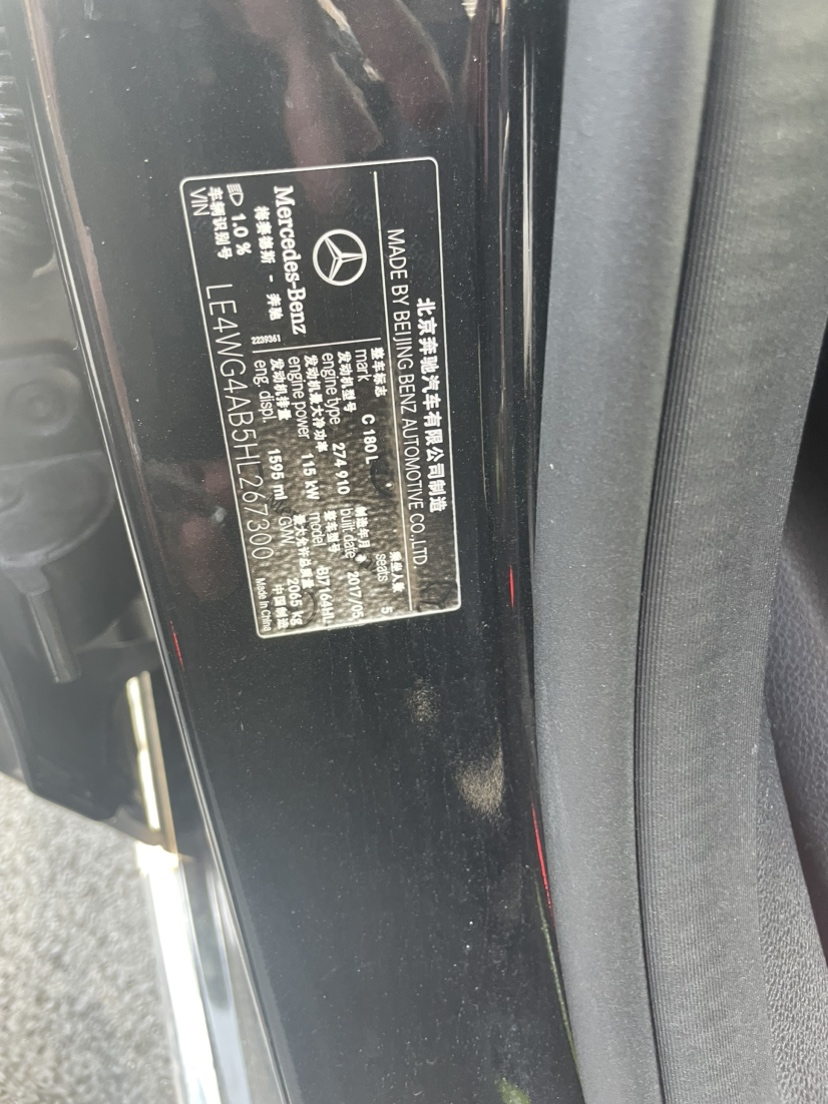 北京奔驰汽车有限公司制造
MADE BY BEIJING BENZ AUTOMOTIVE CO.,LTD.
乘坐人数
seats 5
整车标志
mark C 180 L
制造年月
built date 2017/05
发动机型号
engine type 274 910
整车型号
model BJ7164HL
发动机最大净功率
engine power 115 kW
最大允许总质量
GVW 2065 kg
发动机排量
eng. displ. 1595 ml
中国制造
Made in China
Mercedes-Benz
梅赛德斯 - 奔驰
2239361
1.0 %
车辆识别号
VIN LE4WG4AB5HL267300